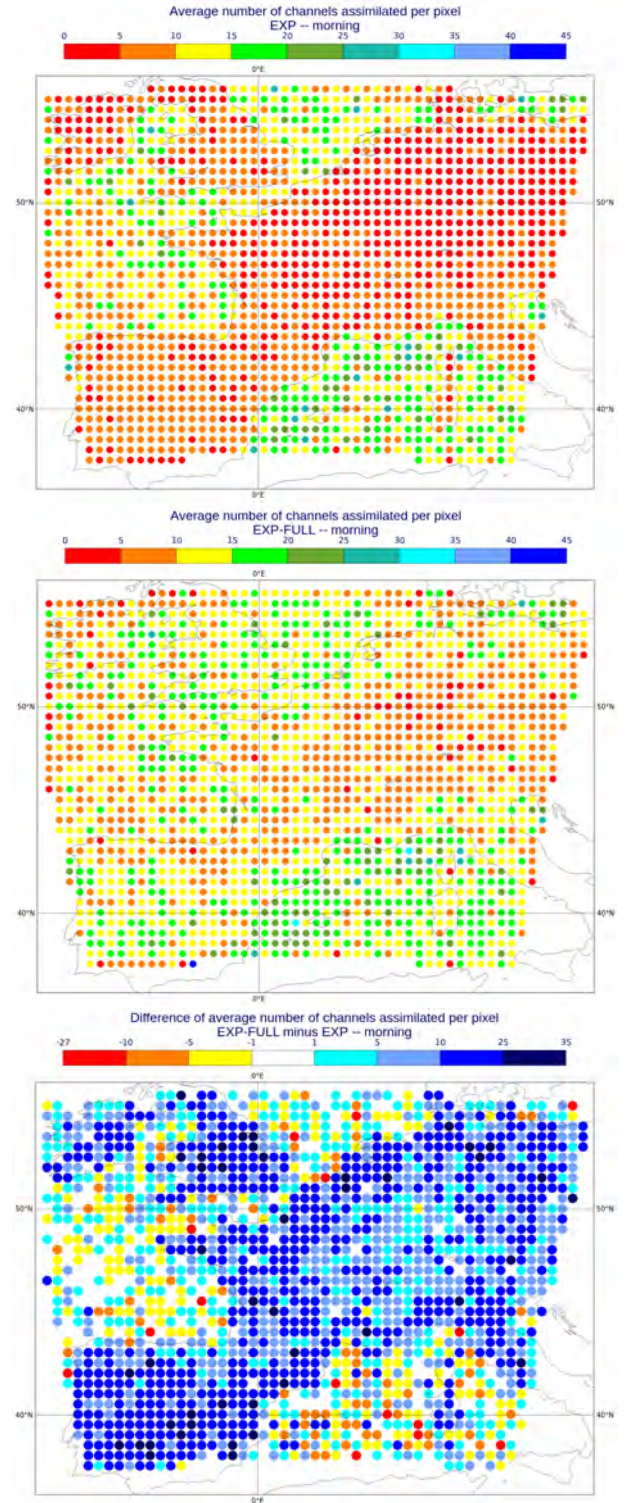 Average number of channels assimilated per pixel
EXP -- morning
0 5 10 15 20 25 30 35 40 45
0°E
50°N 50°N
40°N 40°N
0°E
Average number of channels assimilated per pixel
EXP-FULL -- morning
0 5 10 15 20 25 30 35 40 45
0°E
50°N 50°N
40°N 40°N
0°E
Difference of average number of channels assimilated per pixel
EXP-FULL minus EXP -- morning
-27 -10 -5 -1 1 5 10 25 35
0°E
50°N 50°N
40°N 40°N
0°E